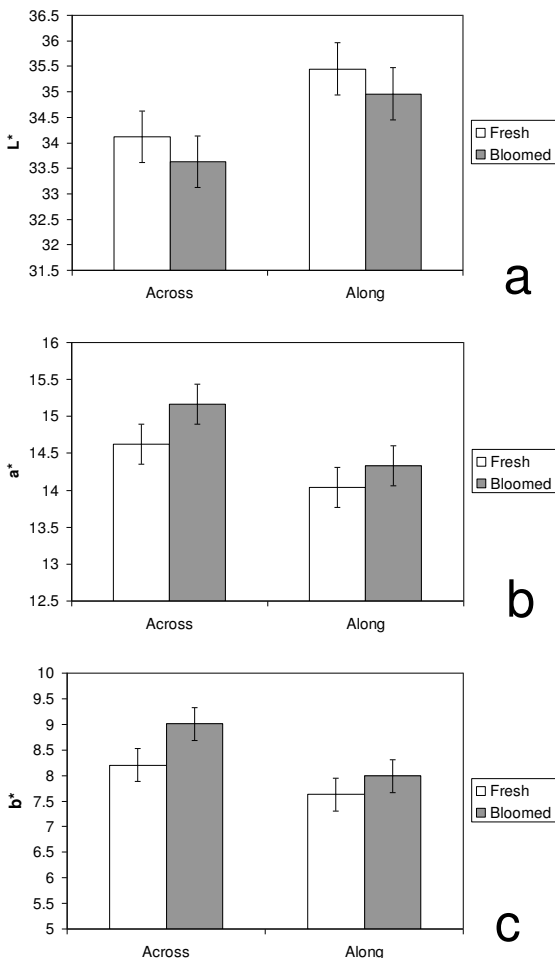 36.5
36
35.5
35
34.5
34
33.5
33
32.5
32
31.5
L*
Across
Along
Fresh
Bloomed
a
16
15.5
15
14.5
14
13.5
13
12.5
a*
Across
Along
Fresh
Bloomed
b
10
9.5
9
8.5
8
7.5
7
6.5
6
5.5
5
b*
Across
Along
Fresh
Bloomed
c